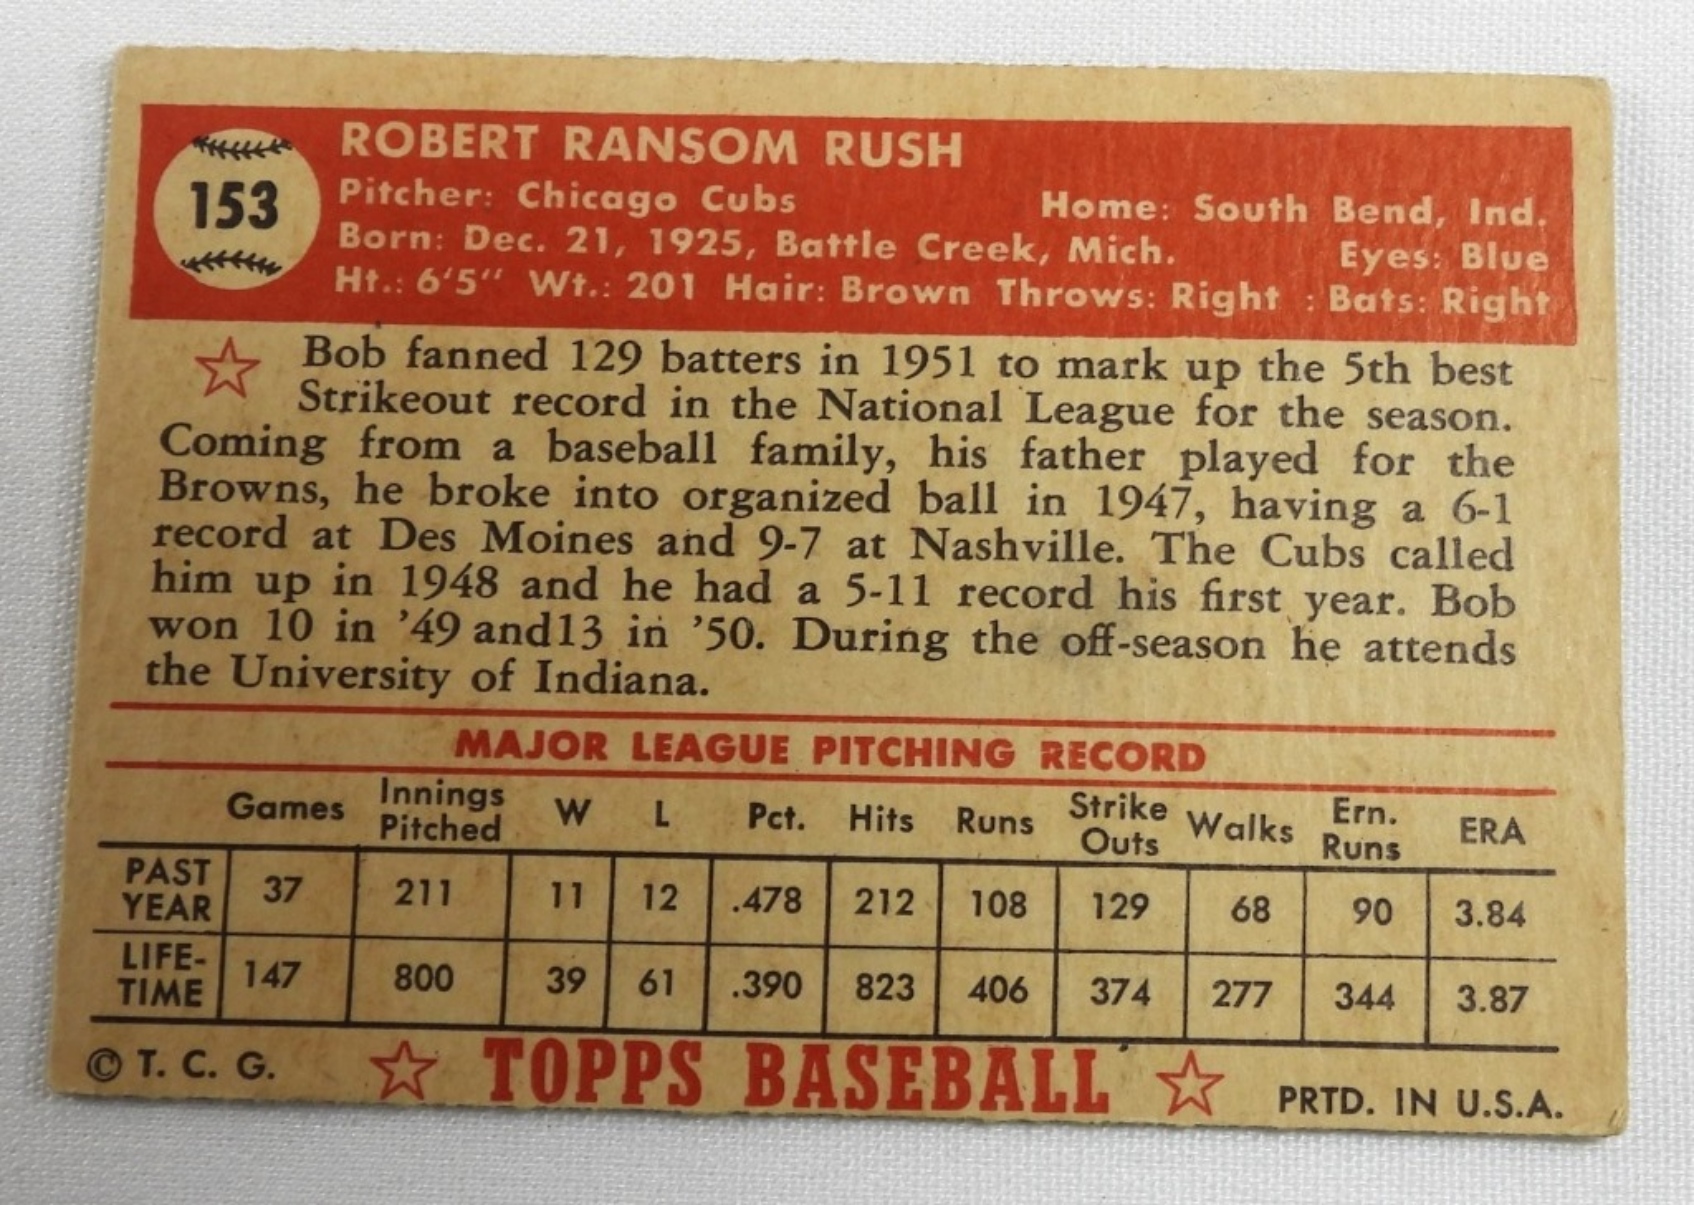 153
ROBERT RANSOM RUSH
Pitcher: Chicago Cubs Home: South Bend, Ind.
Born: Dec. 21, 1925, Battle Creek, Mich. Eyes: Blue
Ht.: 6'5" Wt.: 201 Hair: Brown Throws: Right : Bats: Right
Bob fanned 129 batters in 1951 to mark up the 5th best
Strikeout record in the National League for the season.
Coming from a baseball family, his father played for the
Browns, he broke into organized ball in 1947, having a 6-1
record at Des Moines and 9-7 at Nashville. The Cubs called
him up in 1948 and he had a 5-11 record his first year. Bob
won 10 in '49 and13 in '50. During the off-season he attends
the University of Indiana.
MAJOR LEAGUE PITCHING RECORD
Games Innings Pitched W L Pct. Hits Runs Strike Outs Walks Ern. Runs ERA
PAST YEAR 37 211 11 12 .478 212 108 129 68 90 3.84
LIFE-TIME 147 800 39 61 .390 823 406 374 277 344 3.87
© T. C. G. TOPPS BASEBALL PRTD. IN U.S.A.